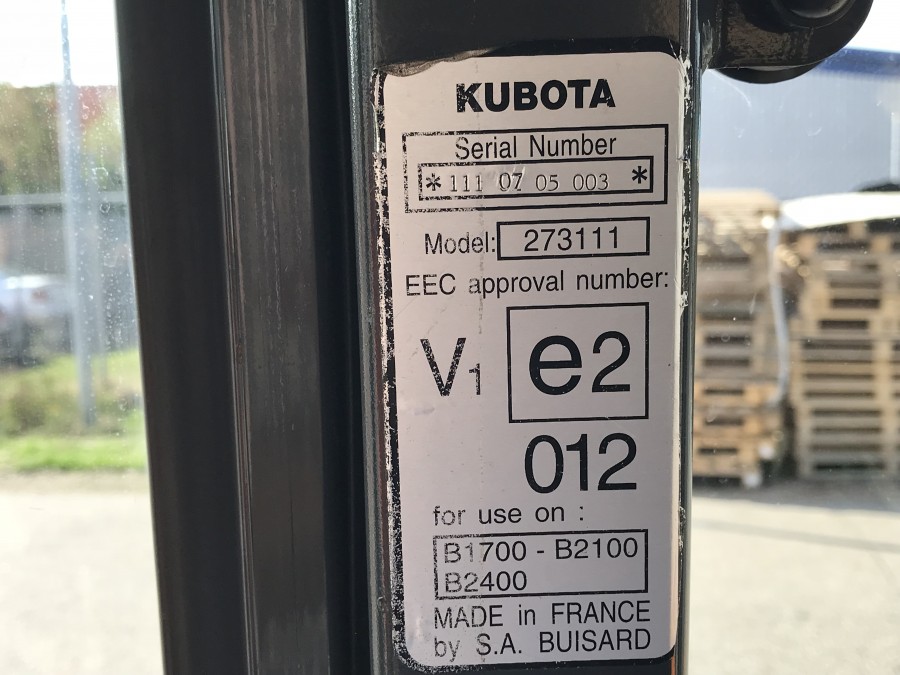 KUBOTA
Serial Number
* 111 07 05 003 *
Model: 273111
EEC approval number:
V1 e2
012
for use on :
B1700 - B2100
B2400
MADE in FRANCE
by S.A. BUISARD